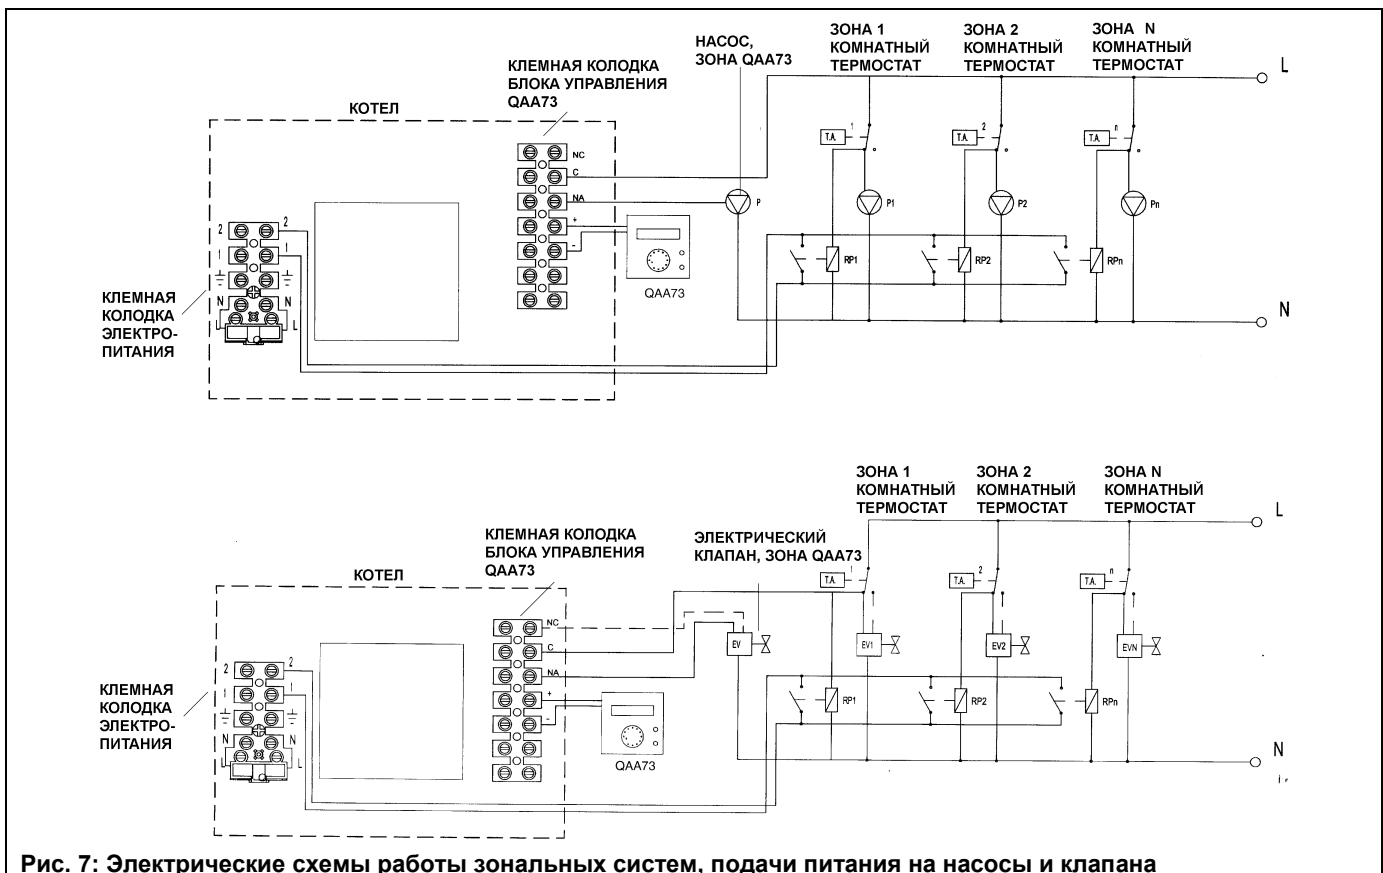 НАСОС,
ЗОНА QAA73
ЗОНА 1
КОМНАТНЫЙ
ТЕРМОСТАТ
ЗОНА 2
КОМНАТНЫЙ
ТЕРМОСТАТ
ЗОНА N
КОМНАТНЫЙ
ТЕРМОСТАТ
L
КЛЕМНАЯ КОЛОДКА
БЛОКА УПРАВЛЕНИЯ
QAA73
КОТЕЛ
NC
C
NA
+
-
T.A.
1
T.A.
2
T.A.
n
P
P1
P2
Pn
2
2
1
1
N
N
L
L
RP1
RP2
RPn
QAA73
N
КЛЕМНАЯ
КОЛОДКА
ЭЛЕКТРО-
ПИТАНИЯ
ЗОНА 1
КОМНАТНЫЙ
ТЕРМОСТАТ
ЗОНА 2
КОМНАТНЫЙ
ТЕРМОСТАТ
ЗОНА N
КОМНАТНЫЙ
ТЕРМОСТАТ
L
КЛЕМНАЯ КОЛОДКА
БЛОКА УПРАВЛЕНИЯ
QAA73
ЭЛЕКТРИЧЕСКИЙ
КЛАПАН, ЗОНА QAA73
КОТЕЛ
NC
C
NA
+
-
T.A.
1
T.A.
2
T.A.
n
EV
EV1
EV2
EVN
2
2
1
1
N
N
L
L
RP1
RP2
RPn
QAA73
N
КЛЕМНАЯ
КОЛОДКА
ЭЛЕКТРО-
ПИТАНИЯ
Рис. 7: Электрические схемы работы зональных систем, подачи питания на насосы и клапана